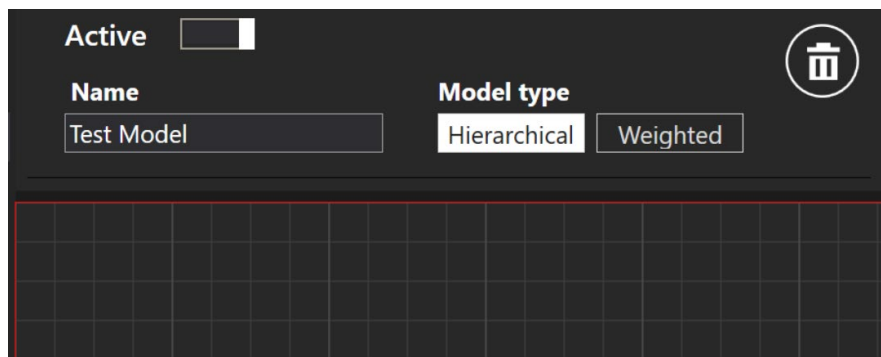 Active
Name
Model type
Test Model
Hierarchical
Weighted